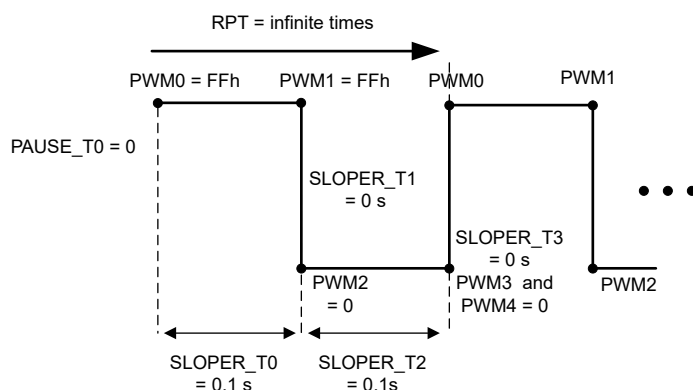 RPT = infinite times
PWM0 = FFh
PWM1 = FFh
PWM0
PWM1
PAUSE_T0 = 0
SLOPER_T1
= 0 s
SLOPER_T3
= 0 s
PWM2
= 0
PWM3 and
PWM4 = 0
PWM2
SLOPER_T0
= 0.1 s
SLOPER_T2
= 0.1s